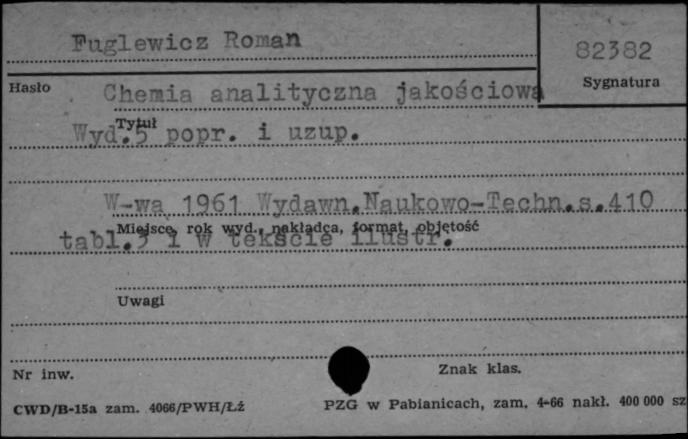 Fuglewicz Roman
82382
Hasło
Sygnatura
Chemia analityczna jakościowa
Tytuł
Wyd.5 popr. i uzup.
W-wa 1961 Wydawn.Naukowo-Techn.s.410
Miejsce, rok wyd., nakładca, format, objętość
tabl.3 i w tekście ilustr.
Uwagi
Nr inw.
Znak klas.
CWD/B-15a zam. 4066/PWH/Łź
PZG w Pabianicach, zam. 4-66 nakł. 400 000 sz